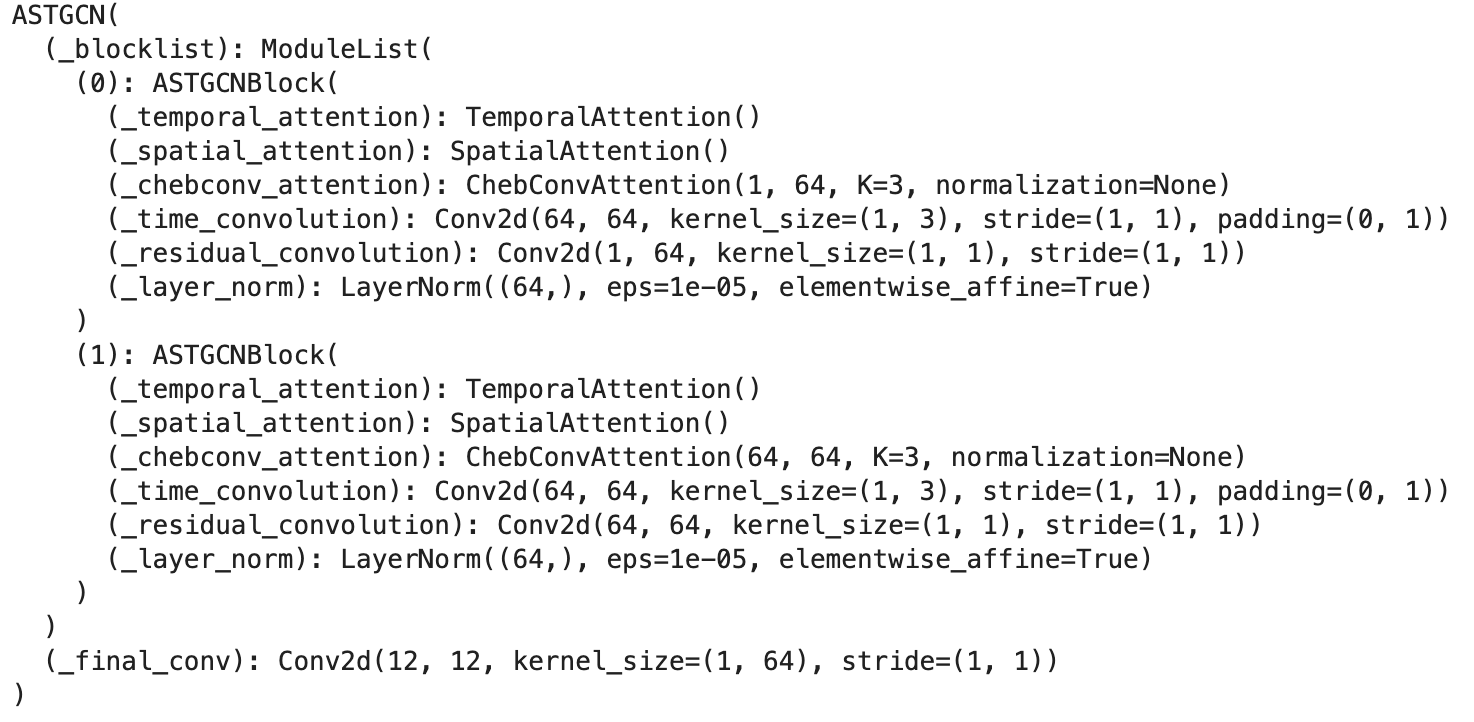 ASTGCN(
  (_blocklist): ModuleList(
    (0): ASTGCNBlock(
      (_temporal_attention): TemporalAttention()
      (_spatial_attention): SpatialAttention()
      (_chebconv_attention): ChebConvAttention(1, 64, K=3, normalization=None)
      (_time_convolution): Conv2d(64, 64, kernel_size=(1, 3), stride=(1, 1), padding=(0, 1))
      (_residual_convolution): Conv2d(1, 64, kernel_size=(1, 1), stride=(1, 1))
      (_layer_norm): LayerNorm((64,), eps=1e-05, elementwise_affine=True)
    )
    (1): ASTGCNBlock(
      (_temporal_attention): TemporalAttention()
      (_spatial_attention): SpatialAttention()
      (_chebconv_attention): ChebConvAttention(64, 64, K=3, normalization=None)
      (_time_convolution): Conv2d(64, 64, kernel_size=(1, 3), stride=(1, 1), padding=(0, 1))
      (_residual_convolution): Conv2d(64, 64, kernel_size=(1, 1), stride=(1, 1))
      (_layer_norm): LayerNorm((64,), eps=1e-05, elementwise_affine=True)
    )
  )
  (_final_conv): Conv2d(12, 12, kernel_size=(1, 64), stride=(1, 1))
)